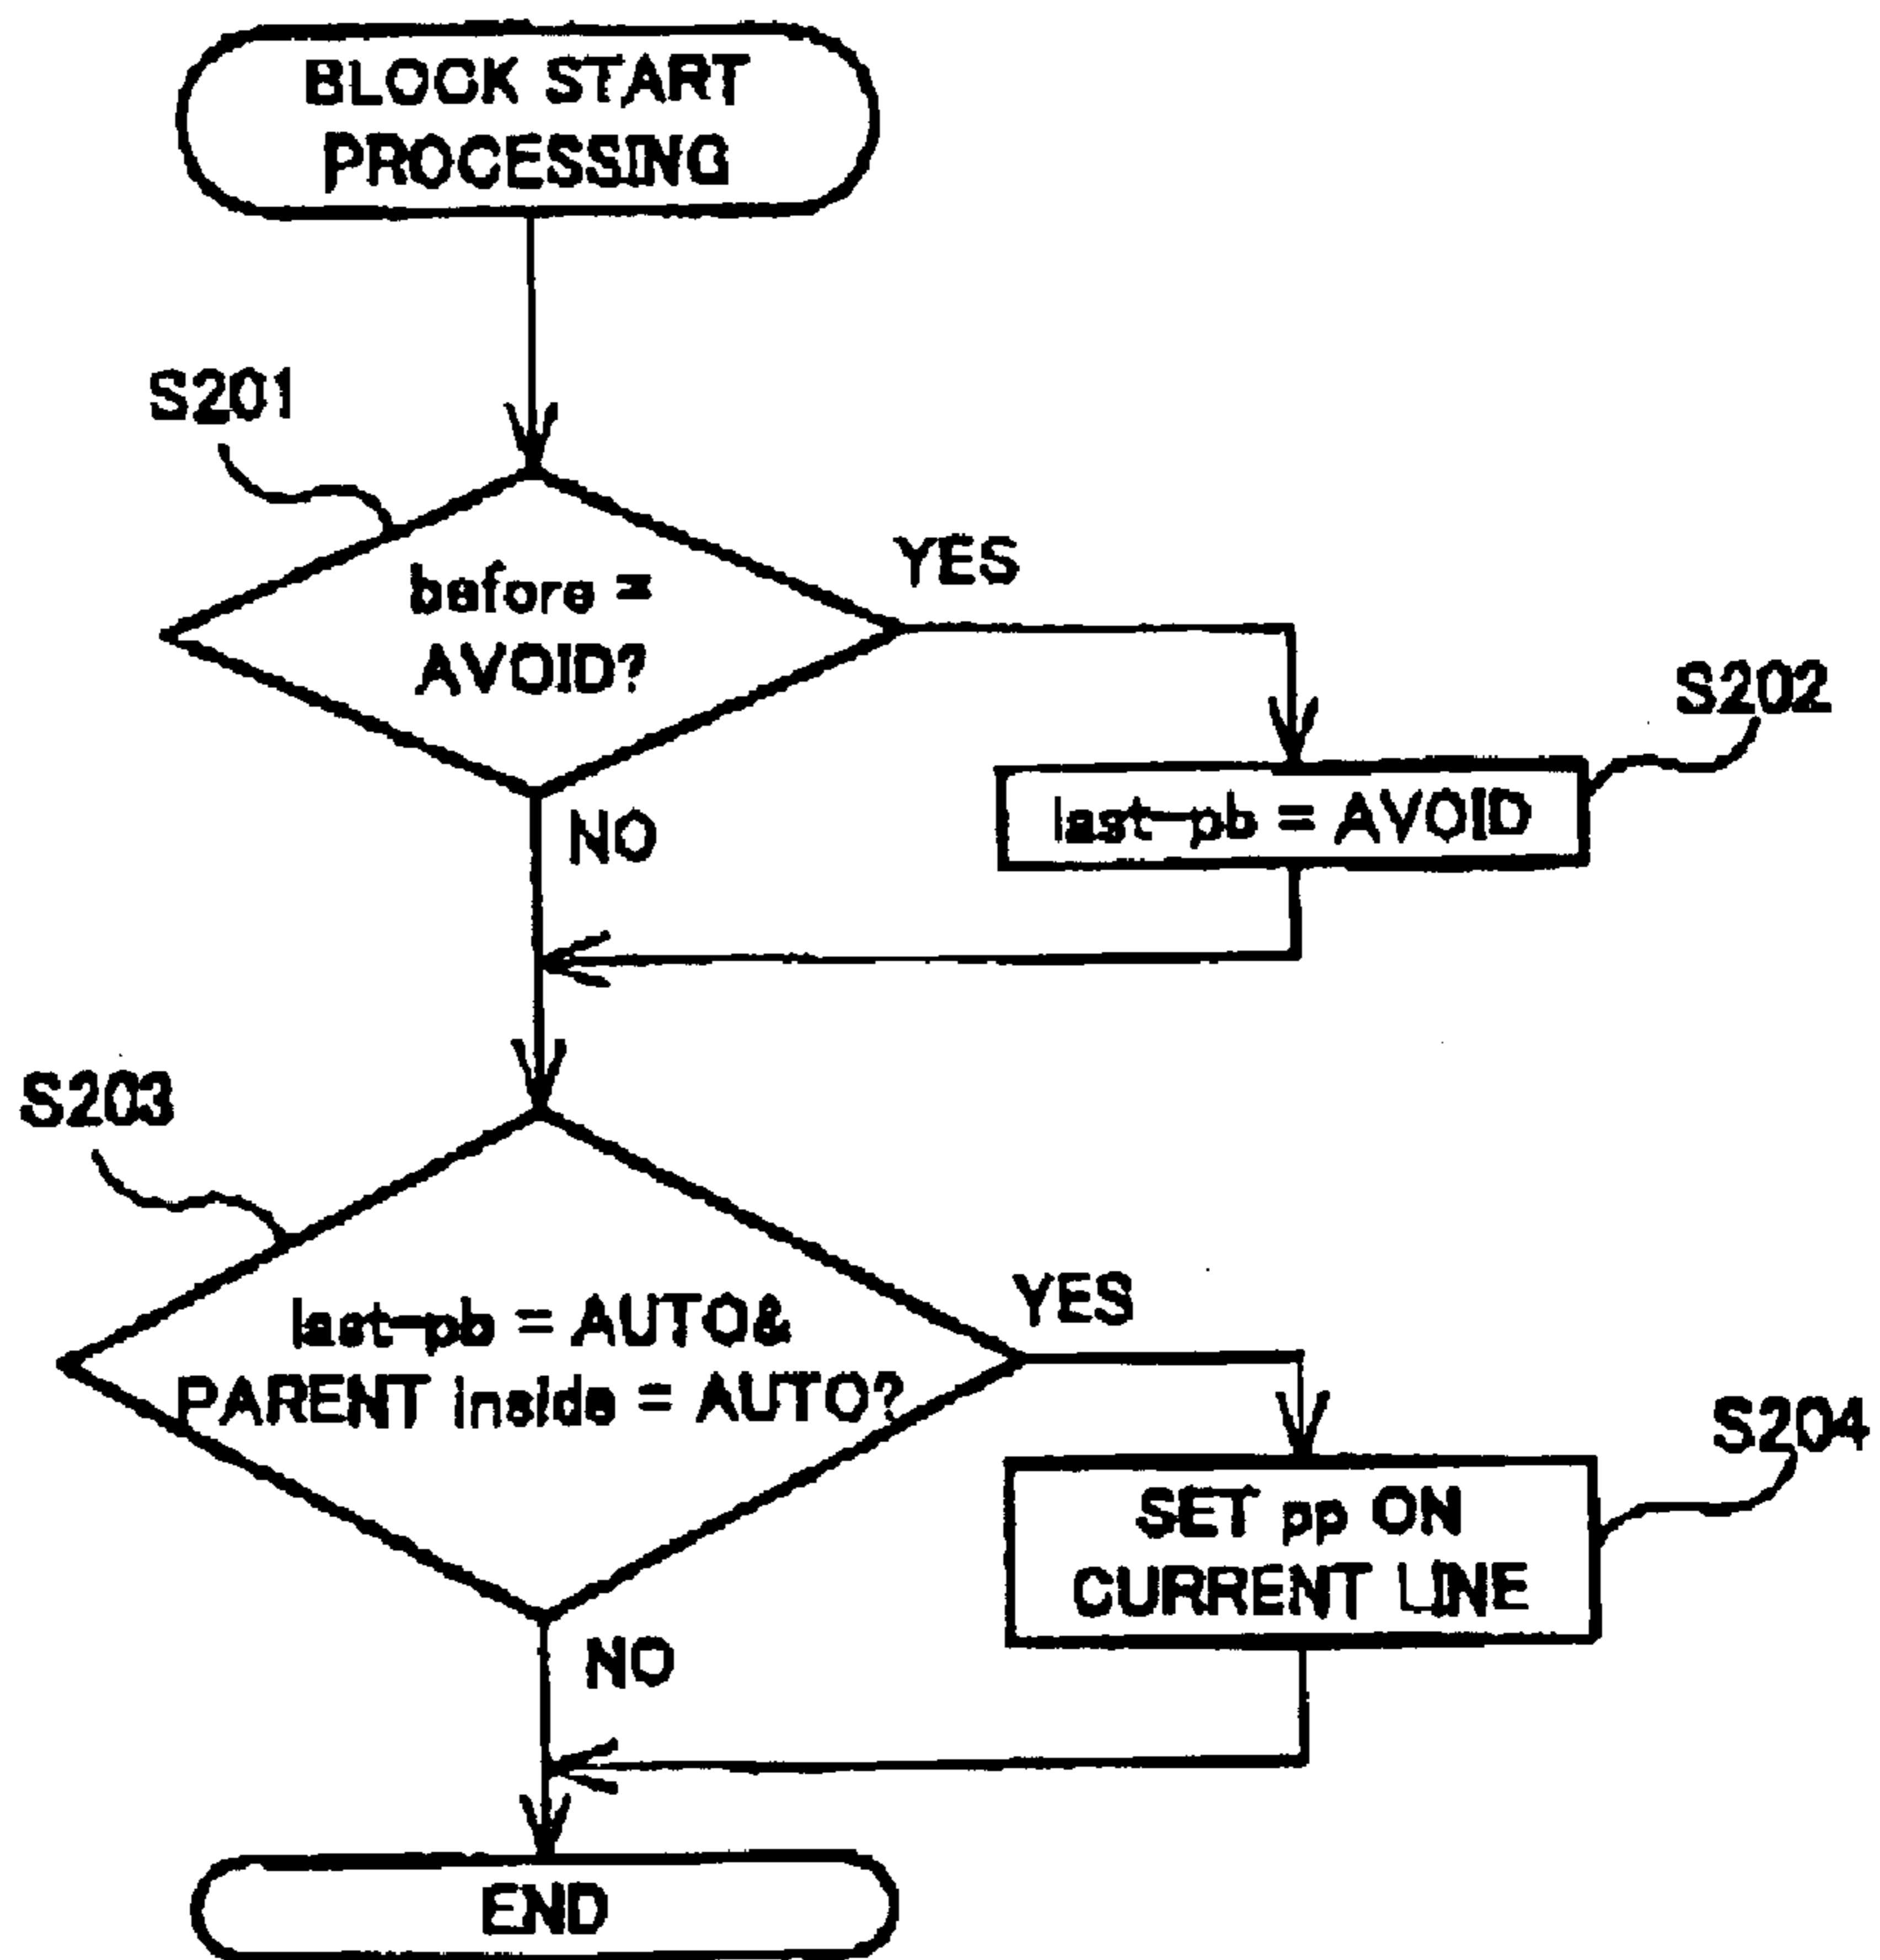 BLOCK START
PROCESSING
S201
before =
AVOID?
YES
S202
last-pb = AVOID
NO
S203
last-pb = AUTO&
PARENT inside = AUTO?
YES
S204
SET pp ON
CURRENT LINE
NO
END